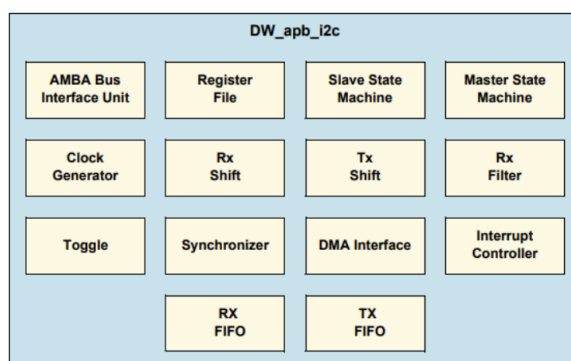 DW_apb_i2c
AMBA Bus
Interface Unit
Register
File
Slave State
Machine
Master State
Machine
Clock
Generator
Rx
Shift
Tx
Shift
Rx
Filter
Toggle
Synchronizer
DMA Interface
Interrupt
Controller
RX
FIFO
TX
FIFO